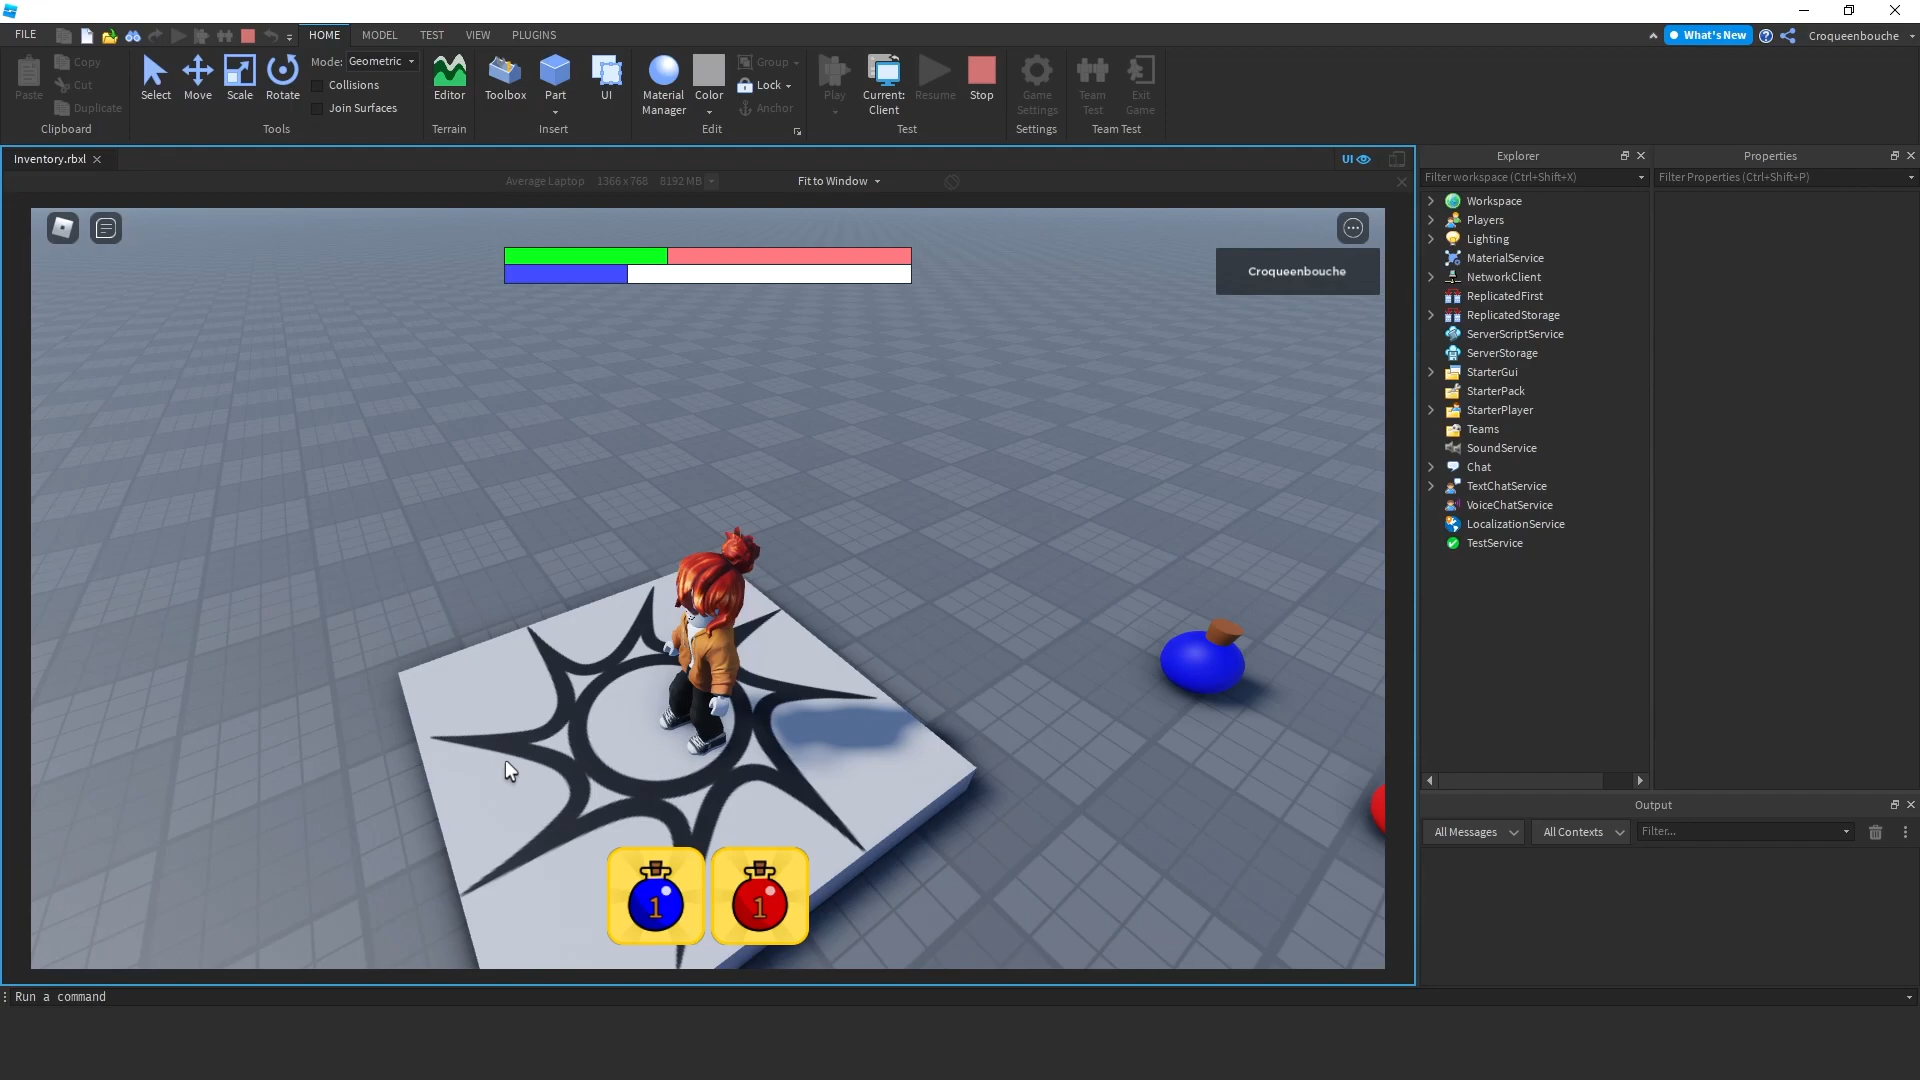 FILE
HOME
MODEL
TEST
VIEW
PLUGINS
What's New
Croqueenbouche
Paste
Copy
Cut
Duplicate
Clipboard
Select
Move
Scale
Rotate
Mode: Geometric
Collisions
Join Surfaces
Tools
Editor
Terrain
Toolbox
Part
UI
Insert
Material
Manager
Color
Group
Lock
Anchor
Edit
Play
Current:
Client
Resume
Stop
Test
Game
Settings
Settings
Team
Test
Exit
Game
Team Test
Inventory.rbxl
UI
Average Laptop 1366 x 768 8192 MB
Fit to Window
Croqueenbouche
1
1
Explorer
Filter workspace (Ctrl+Shift+X)
Workspace
Players
Lighting
MaterialService
NetworkClient
ReplicatedFirst
ReplicatedStorage
ServerScriptService
ServerStorage
StarterGui
StarterPack
StarterPlayer
Teams
SoundService
Chat
TextChatService
VoiceChatService
LocalizationService
TestService
Properties
Filter Properties (Ctrl+Shift+P)
Output
All Messages
All Contexts
Filter...
Run a command